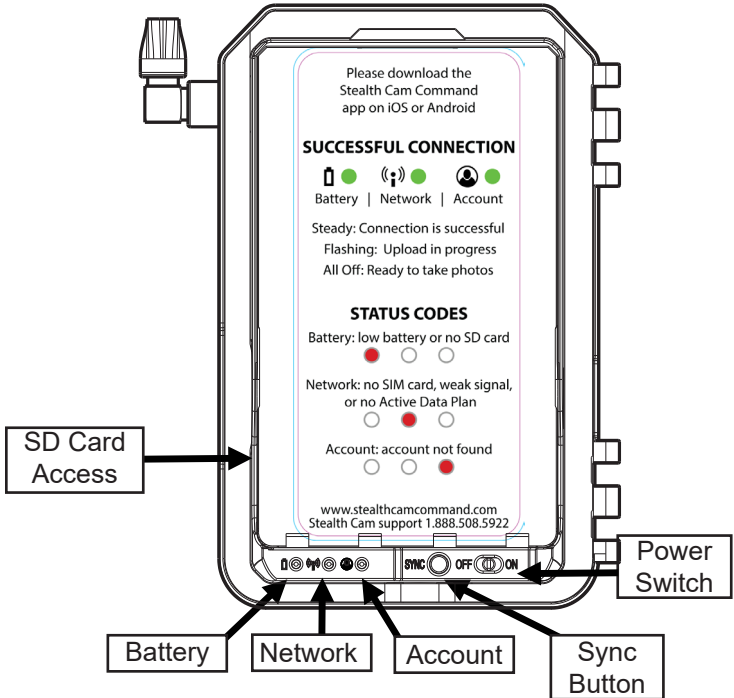 Please download the
Stealth Cam Command
app on iOS or Android
SUCCESSFUL CONNECTION
Battery | Network | Account
Steady: Connection is successful
Flashing: Upload in progress
All Off: Ready to take photos
STATUS CODES
Battery: low battery or no SD card
Network: no SIM card, weak signal,
or no Active Data Plan
Account: account not found
www.stealthcamcommand.com
Stealth Cam support 1.888.508.5922
SYNC OFF ON
SD Card
Access
Power
Switch
Battery
Network
Account
Sync
Button